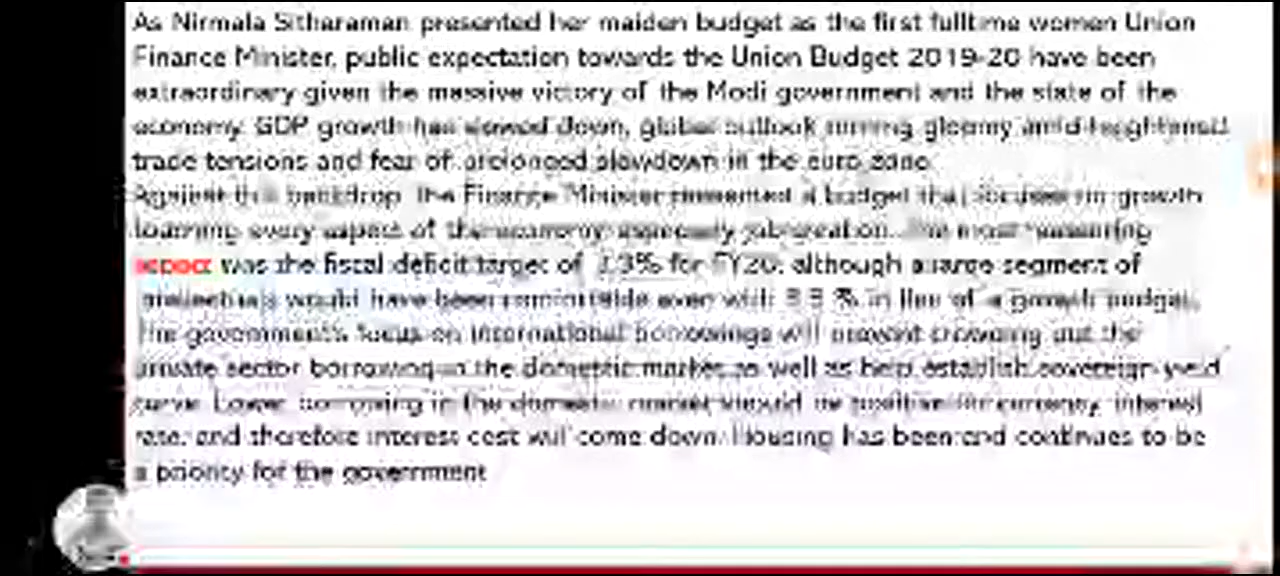 As Nirmala Sitharaman presented her maiden budget as the first fulltime women Union
Finance Minister, public expectation towards the Union Budget 2019-20 have been
extraordinary given the massive victory of the Modi government and the state of the
economy. GDP growth has slowed down, global outlook turning gloomy amid heightened
trade tensions and fear of prolonged slowdown in the euro zone.
Against this backdrop, the Finance Minister presented a budget that focuses on growth
touching every aspect of the economy, especially job creation. The most reassuring
aspect was the fiscal deficit target of 3.3% for FY20, although a large segment of
would have been comfortable even with % in lieu of a growth budget.
The government's focus on international borrowings will prevent crowding out the
private sector borrowing in the domestic market as well as help establish sovereign yield
curve. Lower borrowing in the domestic market should be positive for currency, interest
rate, and therefore interest cost will come down. Housing has been and continues to be
a priority for the government